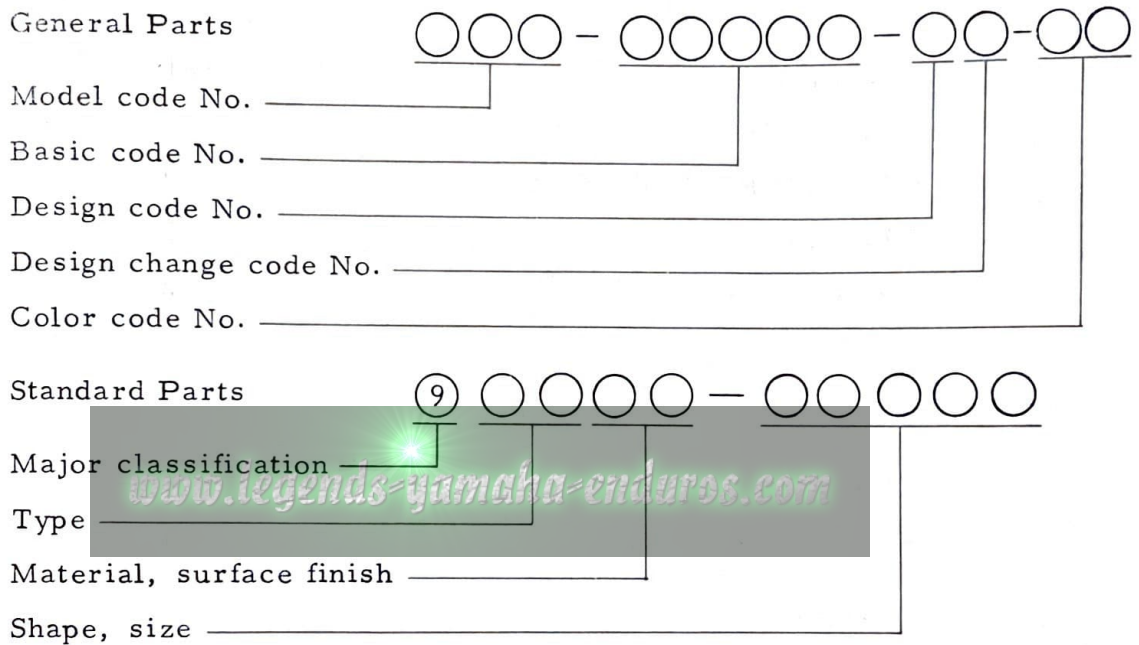 General Parts ○○○ — ○○○○○ — ○○-○○
Model code No.
Basic code No.
Design code No.
Design change code No.
Color code No.
Standard Parts ⑨○○○○ — ○○○○○
Major classification
www.legends-yamaha-enduros.com
Type
Material, surface finish
Shape, size